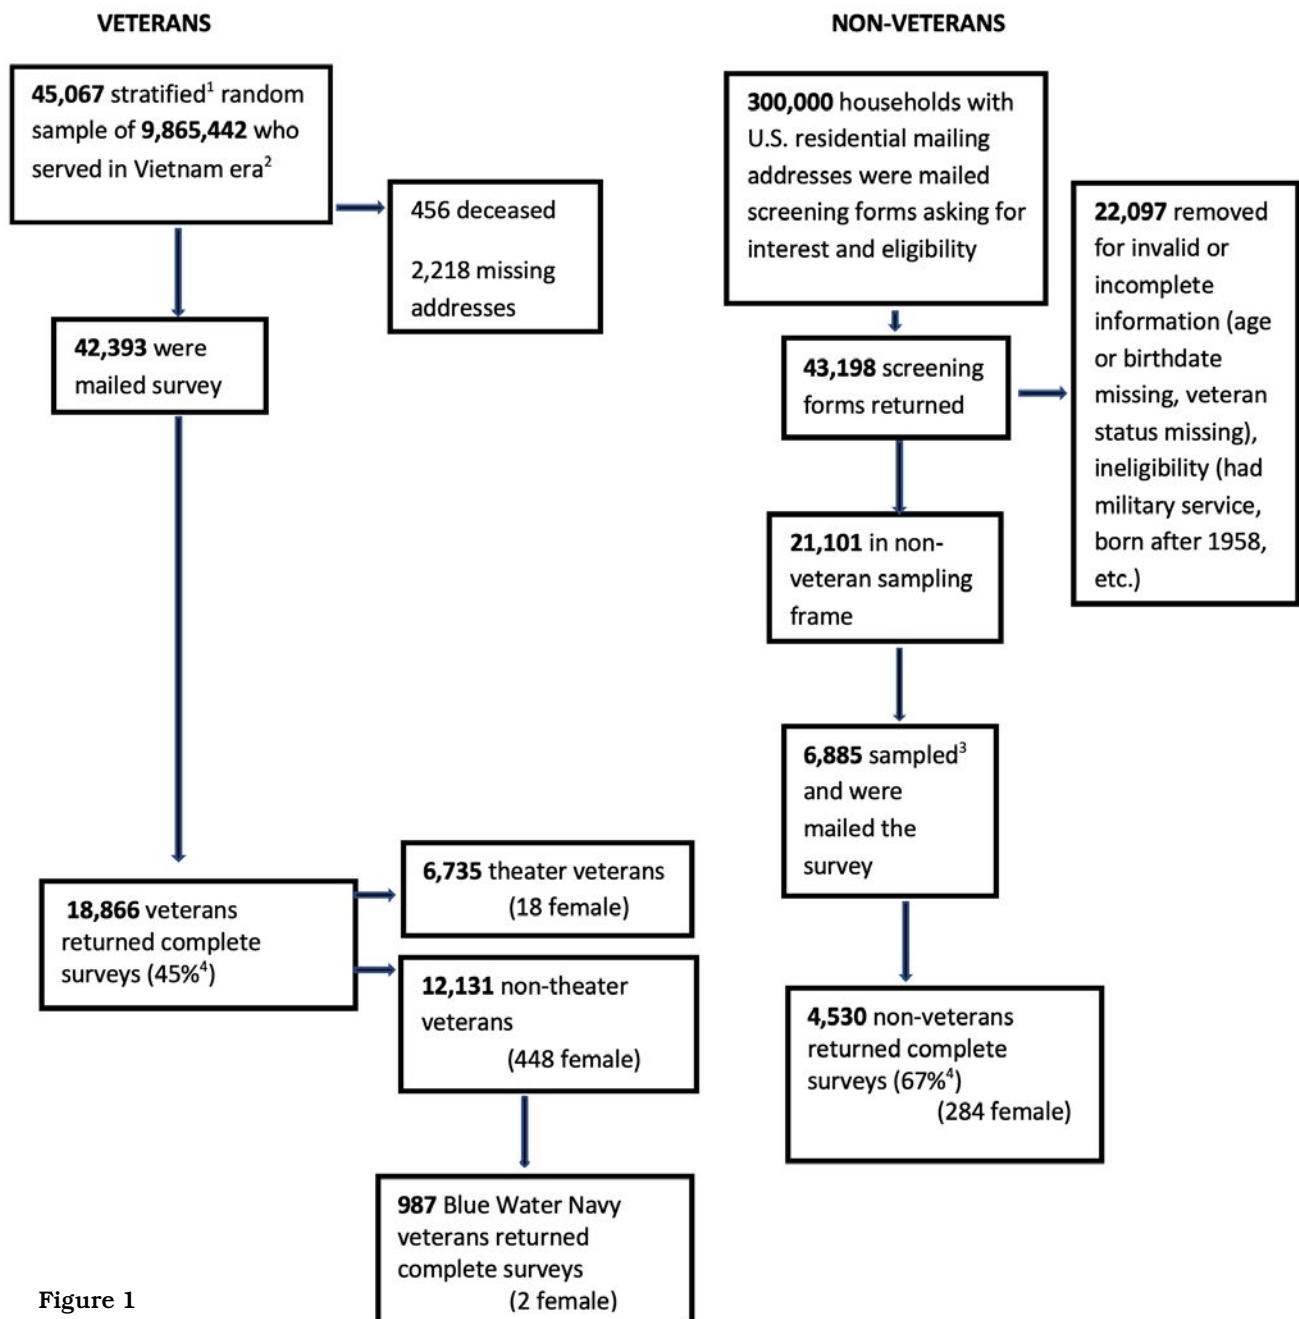 VETERANS
45,067 stratified¹ random
sample of 9,865,442 who
served in Vietnam era²
456 deceased
2,218 missing
addresses
42,393 were
mailed survey
18,866 veterans
returned complete
surveys (45%⁴)
6,735 theater veterans
(18 female)
12,131 non-theater
veterans
(448 female)
987 Blue Water Navy
veterans returned
complete surveys
(2 female)
NON-VETERANS
300,000 households with
U.S. residential mailing
addresses were mailed
screening forms asking for
interest and eligibility
22,097 removed
for invalid or
incomplete
information (age
or birthdate
missing, veteran
status missing),
ineligibility (had
military service,
born after 1958,
etc.)
43,198 screening
forms returned
21,101 in non-
veteran sampling
frame
6,885 sampled³
and were
mailed the
survey
4,530 non-veterans
returned complete
surveys (67%⁴)
(284 female)
Figure 1